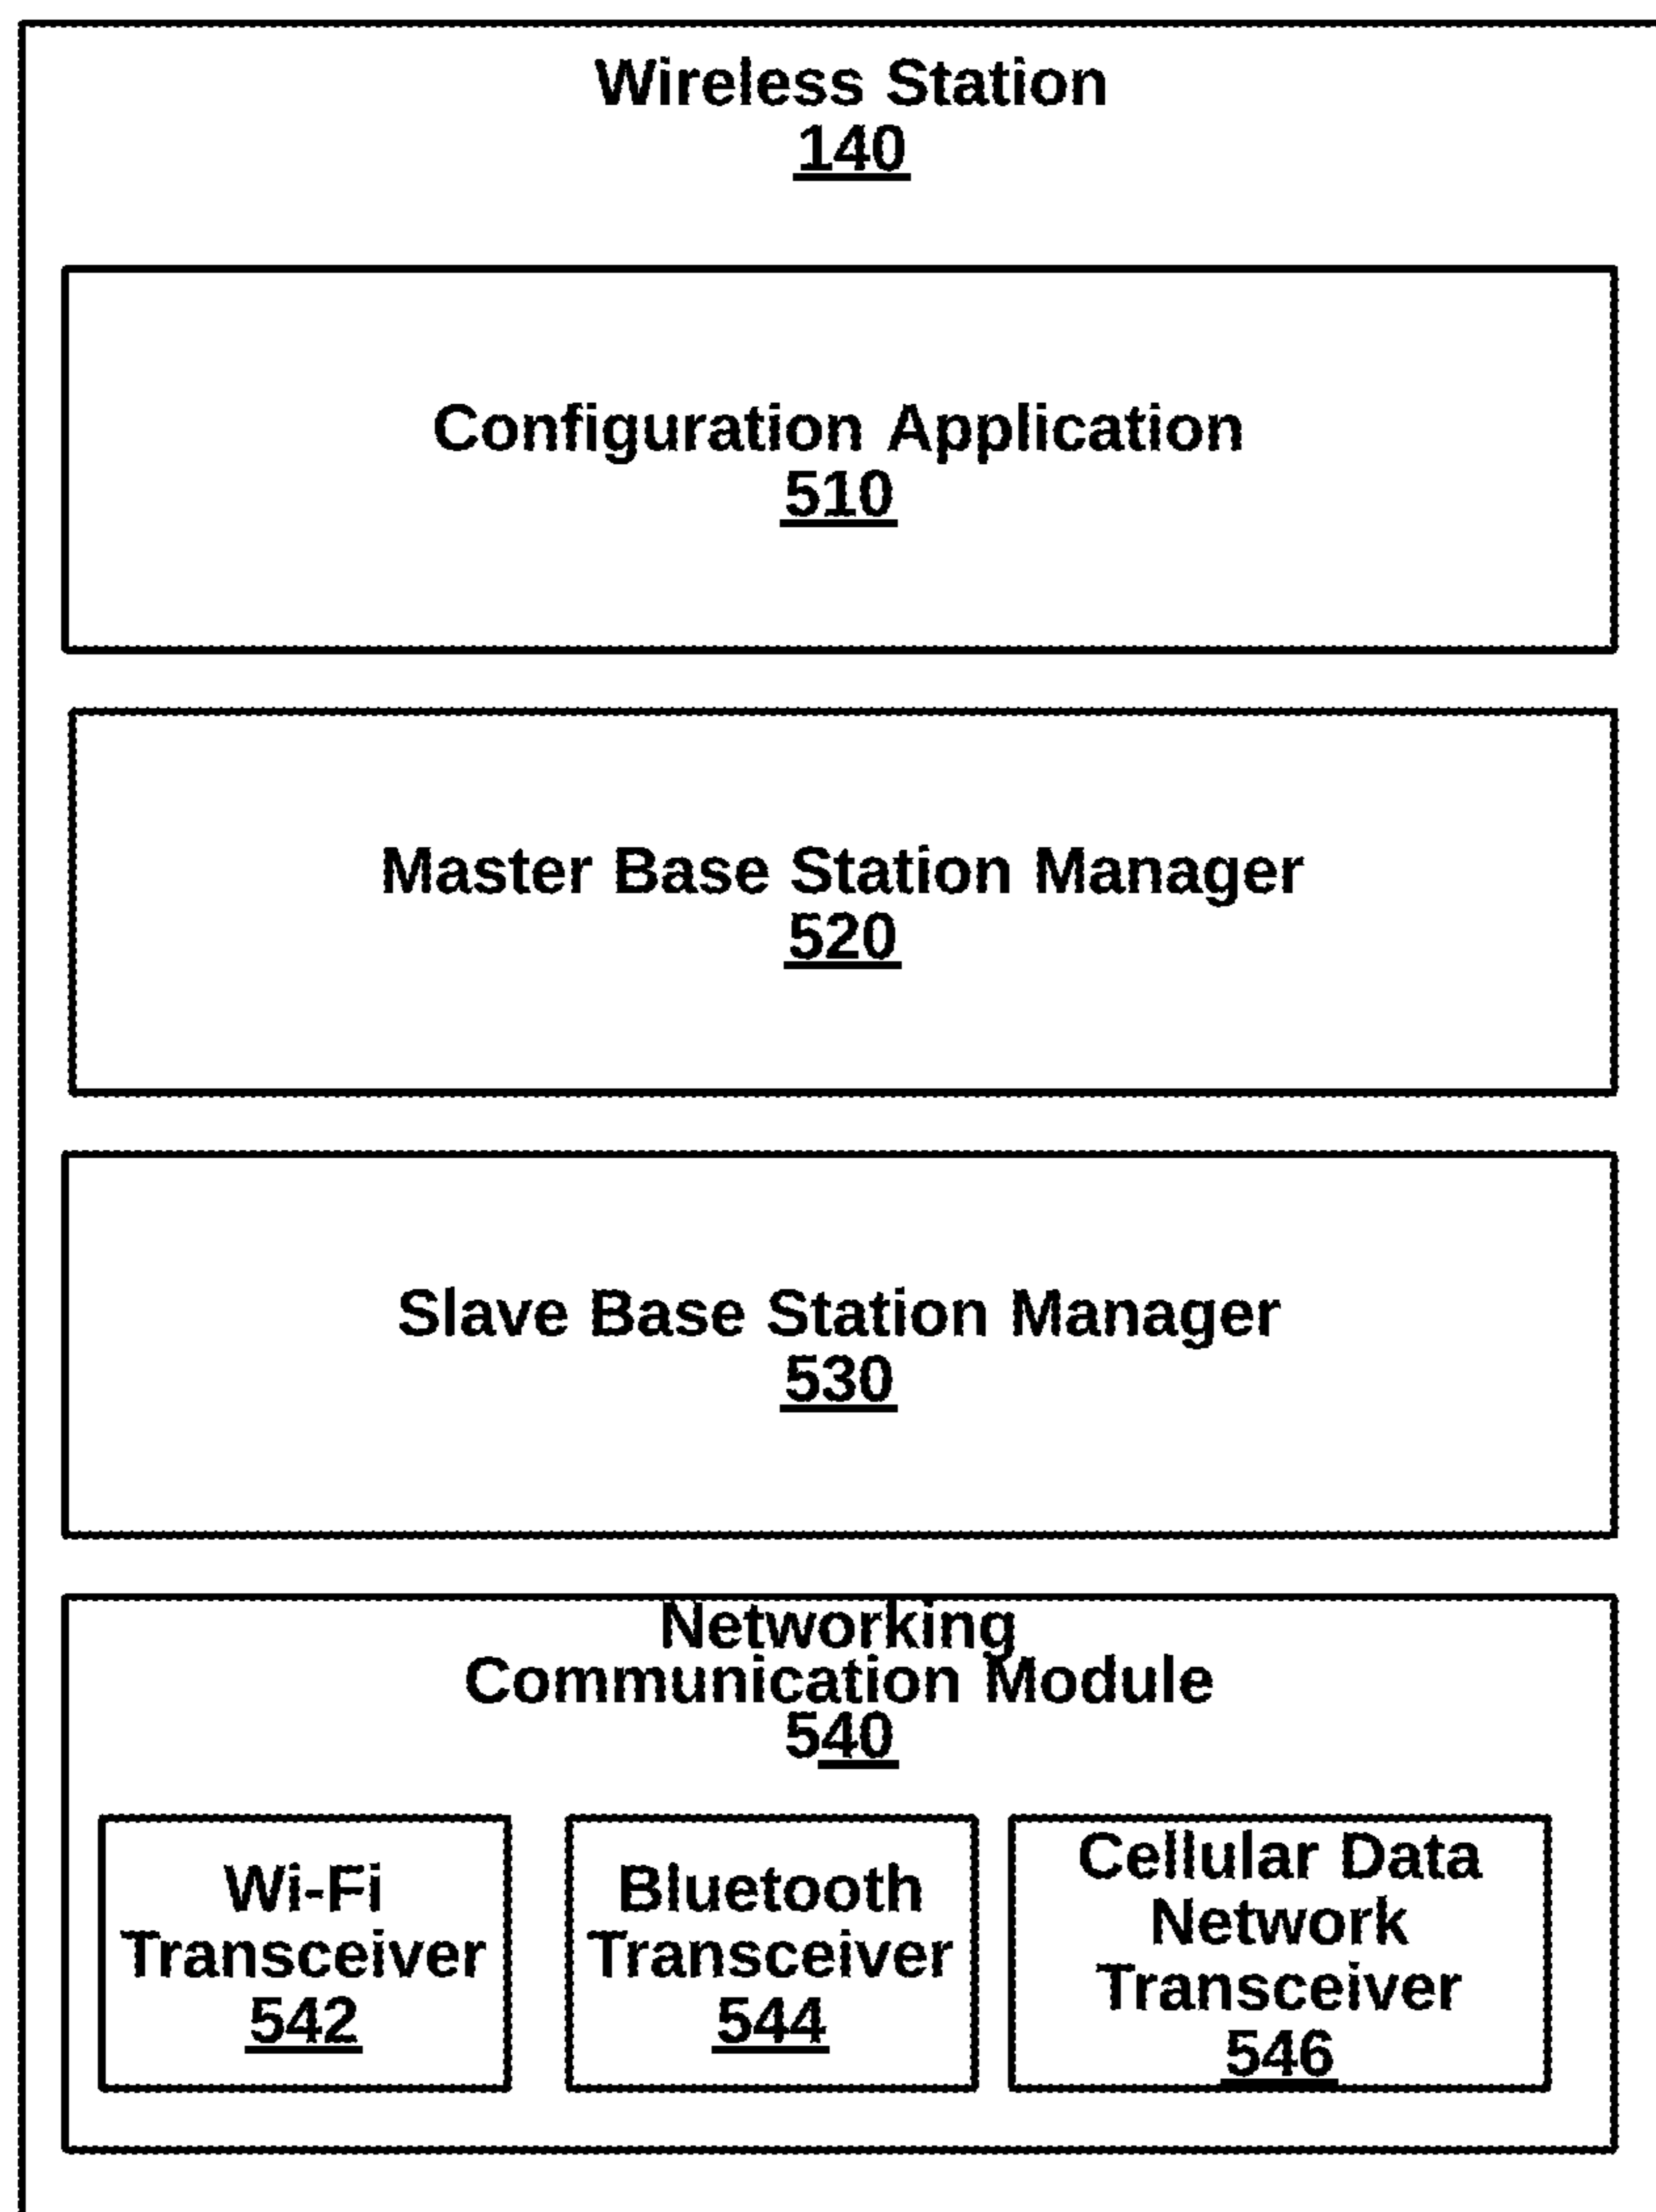 Wireless Station
140
Configuration Application
510
Master Base Station Manager
520
Slave Base Station Manager
530
Networking
Communication Module
540
Wi-Fi
Transceiver
542
Bluetooth
Transceiver
544
Cellular Data
Network
Transceiver
546